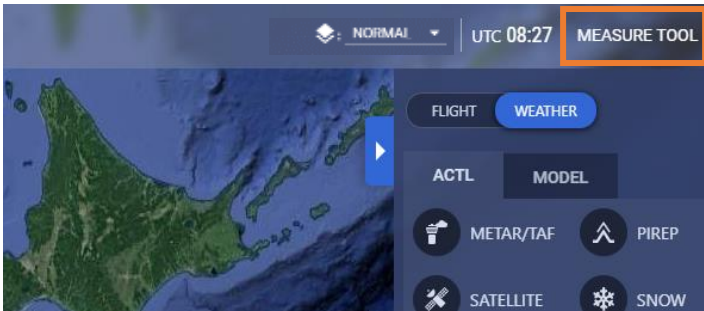 : NORMAL UTC 08:27 MEASURE TOOL
FLIGHT WEATHER
ACTL MODEL
METAR/TAF PIREP
SATELLITE SNOW